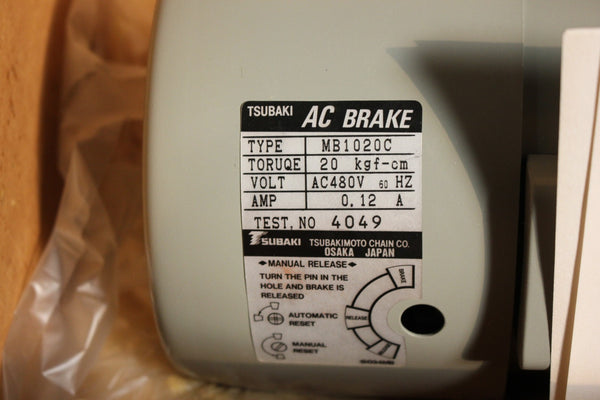 TSUBAKI AC BRAKE
TYPE MB1020C
TORUQE 20 kgf-cm
VOLT AC480V 60 HZ
AMP 0.12 A
TEST.NO 4049
TSUBAKI TSUBAKIMOTO CHAIN CO.
OSAKA JAPAN
MANUAL RELEASE
TURN THE PIN IN THE
HOLE AND BRAKE IS
RELEASED
BRAKE
RELEASE
AUTOMATIC
RESET
MANUAL
RESET